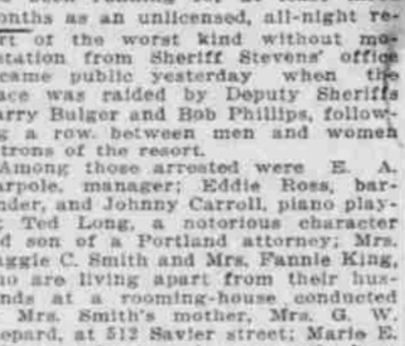 onths as an unlicensed, all-night re-
rt of the worst kind without mo-
station from Sheriff Stevens' office
came public yesterday when the
ace was raided by Deputy Sheriffs
arry Bulger and Bob Phillips, follow-
g a row between men and women
trons of the resort.
Among those arrested were E. A.
arpole, manager; Eddie Ross, bar-
nder, and Johnny Carroll, piano play-
; Ted Long, a notorious character
d son of a Portland attorney; Mrs.
aggie C. Smith and Mrs. Fannie King,
o are living apart from their hus-
nds at a rooming-house conducted
Mrs. Smith's mother, Mrs. G. W.
epard, at 512 Savier street; Marie E.